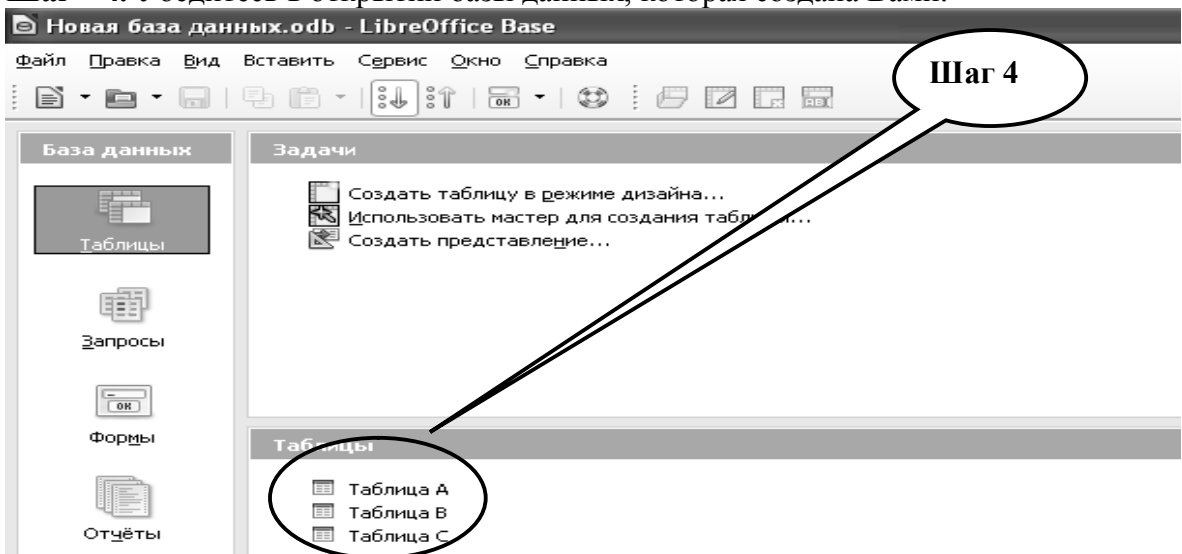 Новая база данных.odb - LibreOffice Base
Файл Правка Вид Вставить Сервис Окно Справка
Шаг 4
База данных
Задачи
Создать таблицу в режиме дизайна...
Использовать мастер для создания таблицы...
Создать представление...
Таблицы
Запросы
Формы
Отчёты
Таблицы
Таблица A
Таблица B
Таблица C